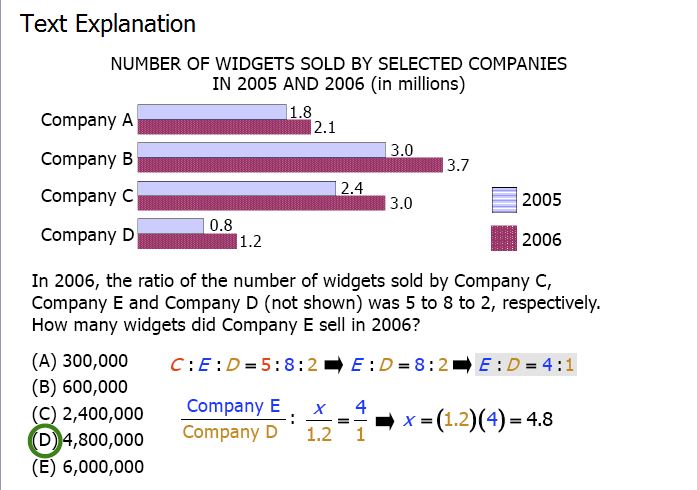 Text Explanation
NUMBER OF WIDGETS SOLD BY SELECTED COMPANIES
IN 2005 AND 2006 (in millions)
Company A
1.8
2.1
Company B
3.0
3.7
Company C
2.4
3.0
Company D
0.8
1.2
2005
2006
In 2006, the ratio of the number of widgets sold by Company C,
Company E and Company D (not shown) was 5 to 8 to 2, respectively.
How many widgets did Company E sell in 2006?
(A) 300,000
(B) 600,000
(C) 2,400,000
(D) 4,800,000
(E) 6,000,000
C : E : D = 5 : 8 : 2 ➡ E : D = 8 : 2 ➡ E : D = 4 : 1
Company E / Company D : x / 1.2 = 4 / 1 ➡ x = (1.2)(4) = 4.8